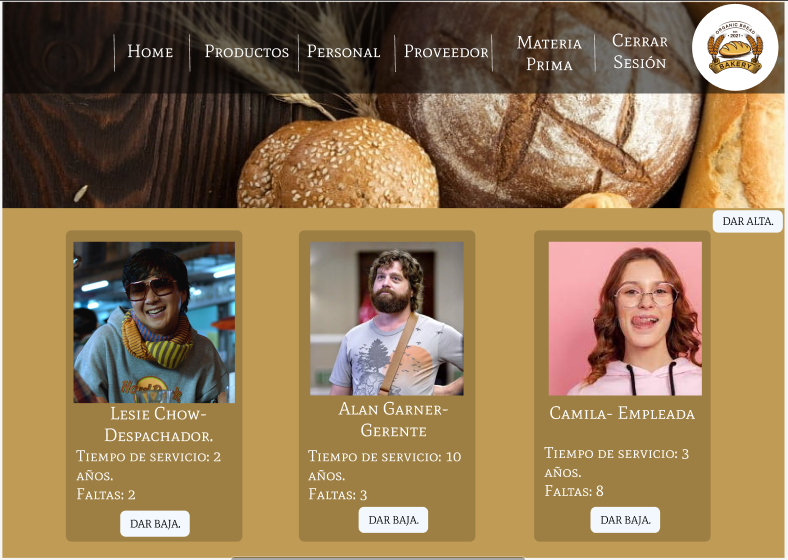 Home
Productos
Personal
Proveedor
Materia
Prima
Cerrar
Sesión
ORGANIC BREAD
2021
BAKERY
DAR ALTA.
Lesie Chow-
Despachador.
Tiempo de servicio: 2
años.
Faltas: 2
DAR BAJA.
Alan Garner-
Gerente
Tiempo de servicio: 10
años.
Faltas: 3
DAR BAJA.
Camila- Empleada
Tiempo de servicio: 3
años.
Faltas: 8
DAR BAJA.